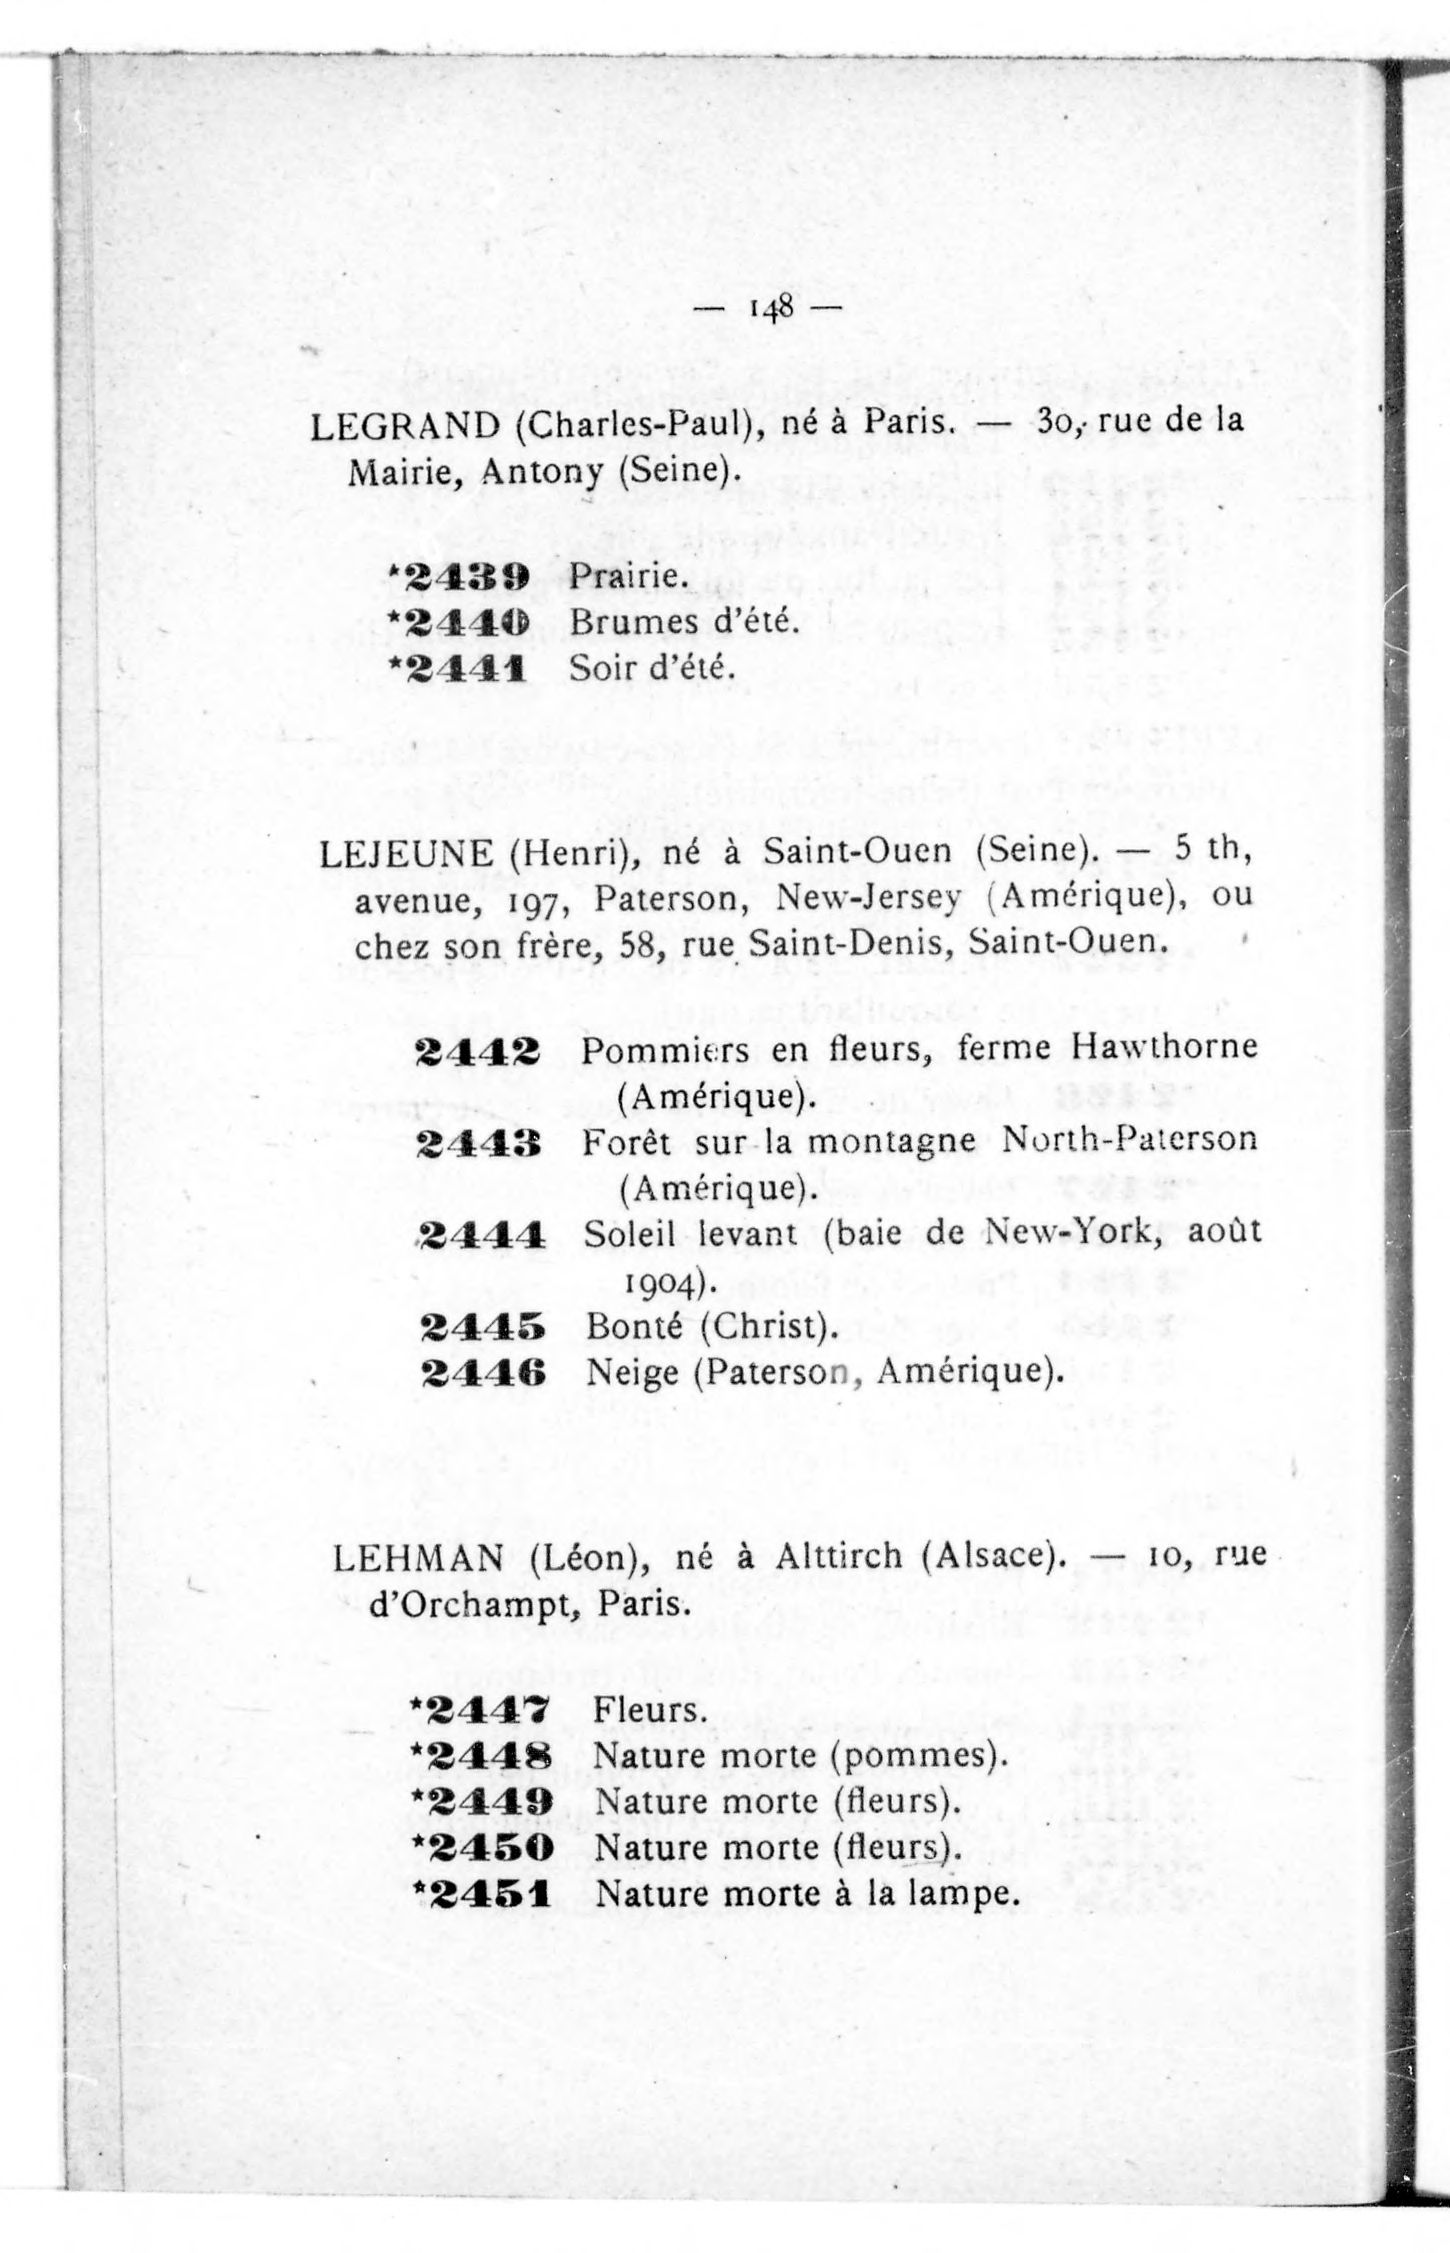 — 148 —
LEGRAND (Charles-Paul), né à Paris. — 30, rue de la
Mairie, Antony (Seine).
*2439 Prairie.
*2440 Brumes d'été.
*2441 Soir d'été.
LEJEUNE (Henri), né à Saint-Ouen (Seine). — 5 th,
avenue, 197, Paterson, New-Jersey (Amérique), ou
chez son frère, 58, rue Saint-Denis, Saint-Ouen.
2442 Pommiers en fleurs, ferme Hawthorne
(Amérique).
2443 Forêt sur la montagne North-Paterson
(Amérique).
2444 Soleil levant (baie de New-York, août
1904).
2445 Bonté (Christ).
2446 Neige (Paterson, Amérique).
LEHMAN (Léon), né à Alttirch (Alsace). — 10, rue
d'Orchampt, Paris.
*2447 Fleurs.
*2448 Nature morte (pommes).
*2449 Nature morte (fleurs).
*2450 Nature morte (fleurs).
*2451 Nature morte à la lampe.